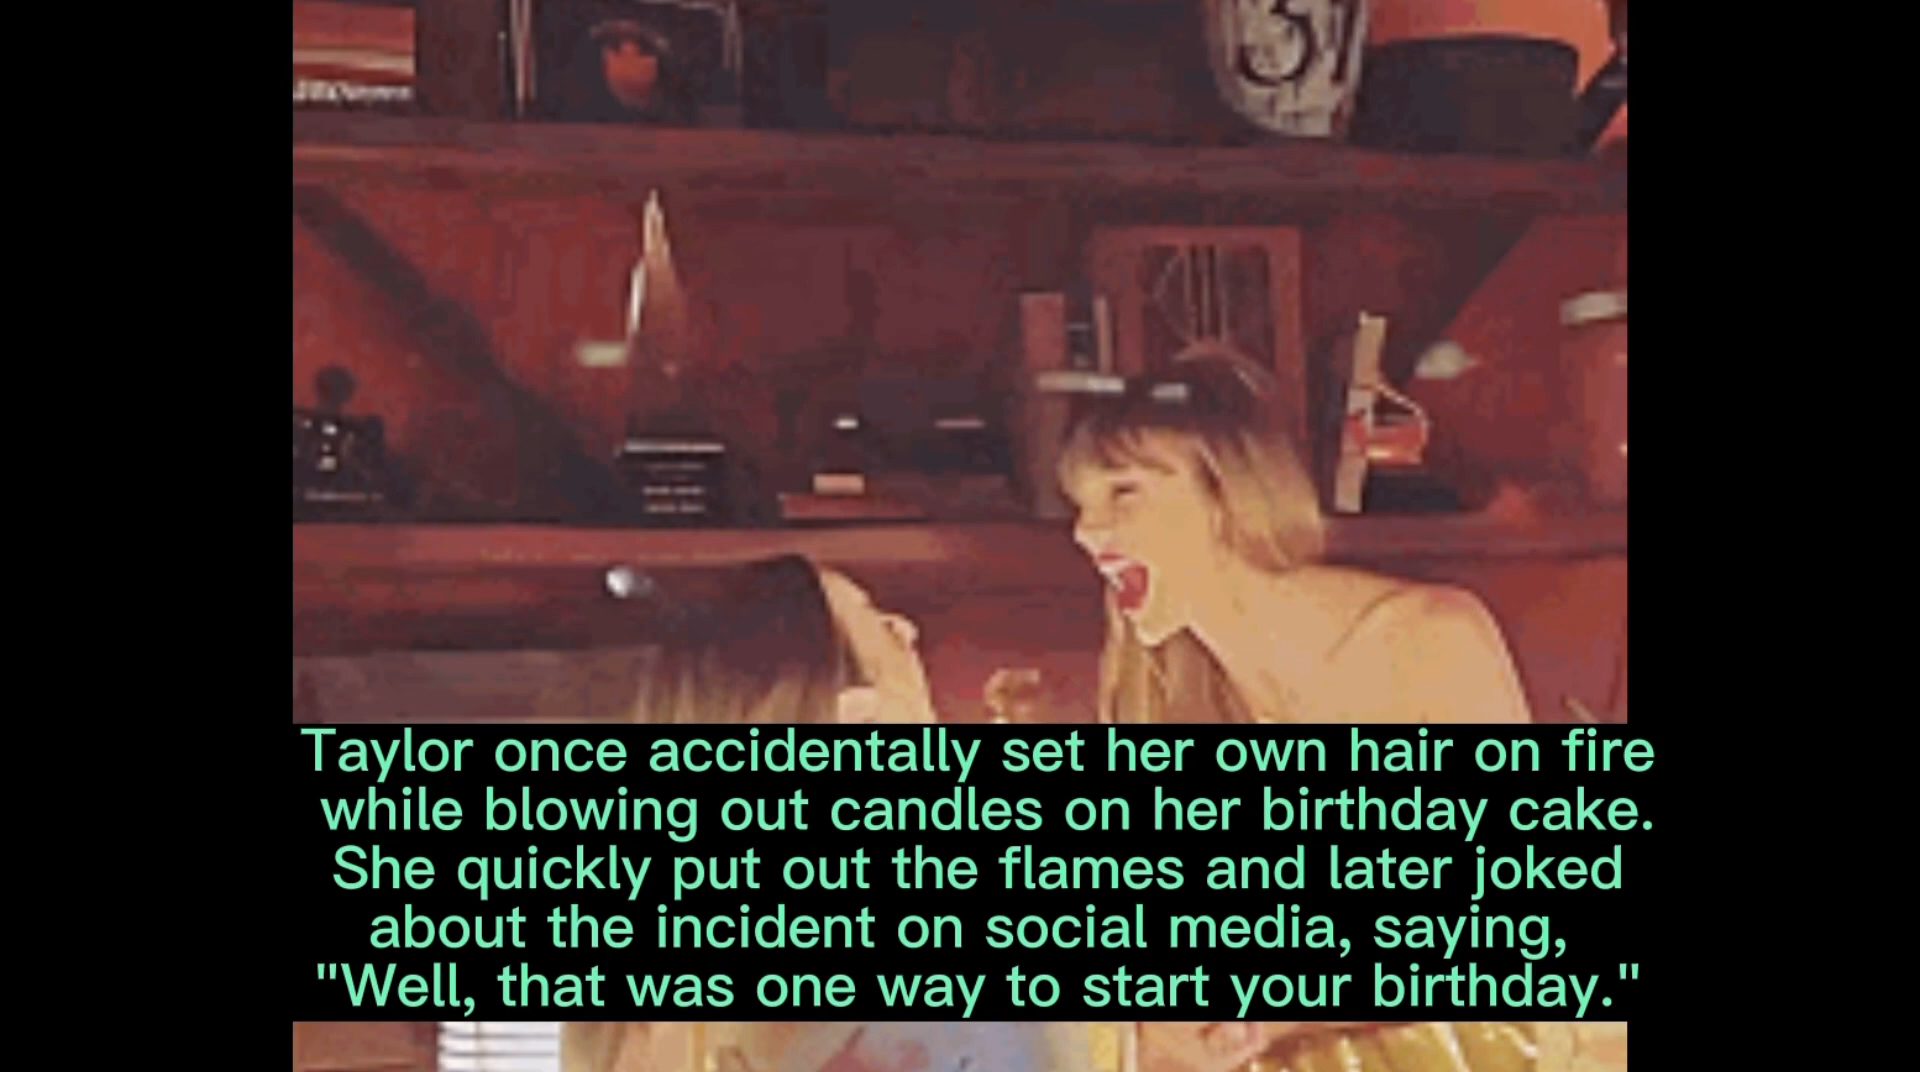 31
Taylor once accidentally set her own hair on fire
while blowing out candles on her birthday cake.
She quickly put out the flames and later joked
about the incident on social media, saying,
"Well, that was one way to start your birthday."